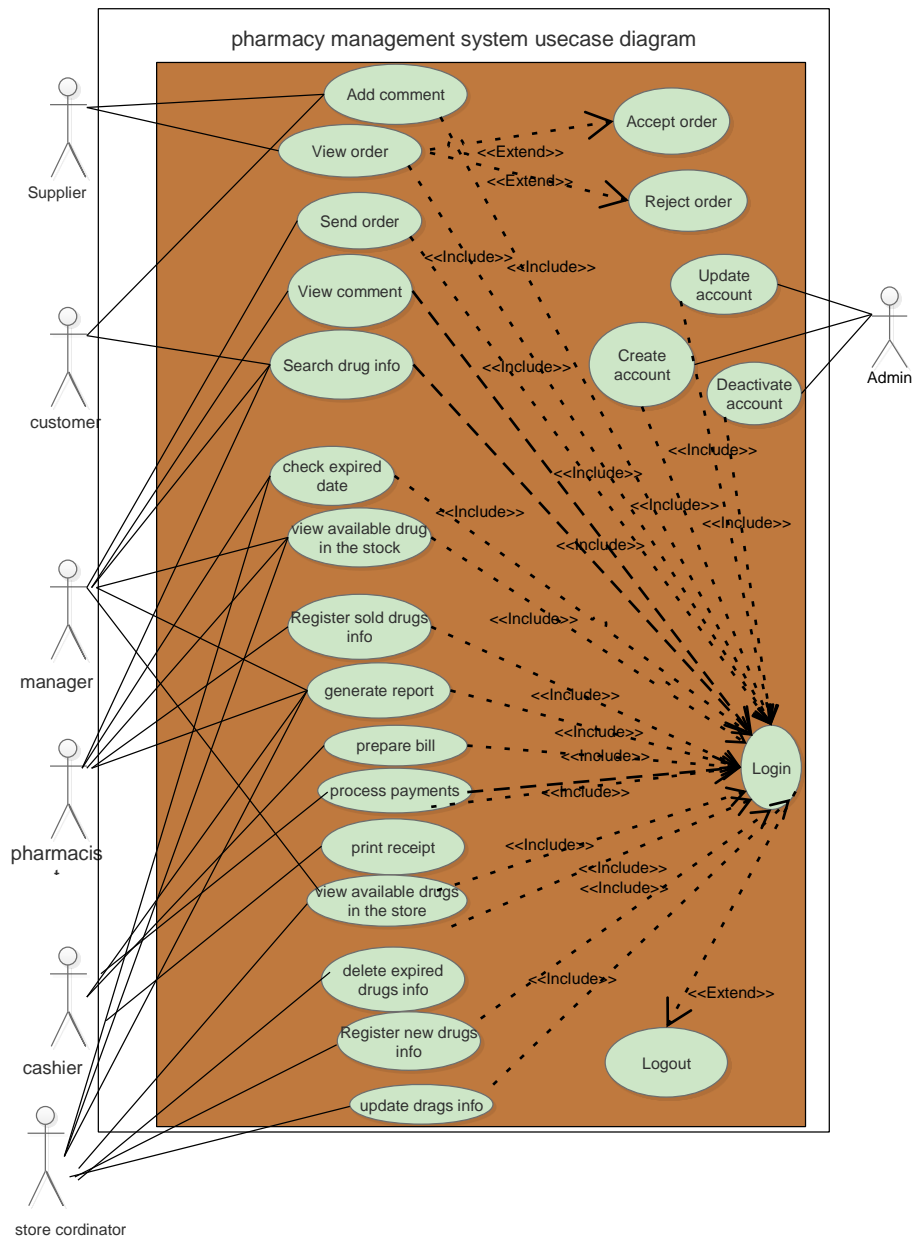 pharmacy management system usecase diagram
Add comment
Accept order
<<Extend>>
View order
<<Extend>>
Supplier
Reject order
Send order
<<Include>>
<<Include>>
Update
account
View comment
<<Include>>
Create
account
Admin
Search drug info
Deactivate
account
customer
<<Include>>
check expired
date
<<Include>>
<<Include>>
<<Include>>
<<Include>>
view available drug
in the stock
<<Include>>
<<Include>>
Register sold drugs
info
manager
<<Include>>
generate report
<<Include>>
prepare bill
<<Include>>
Login
process payments
<<Include>>
pharmacis
print receipt
<<Include>>
<<Include>>
<<Include>>
view available drugs
in the store
delete expired
drugs info
<<Include>>
<<Extend>>
Register new drugs
info
cashier
Logout
update drags info
store cordinator